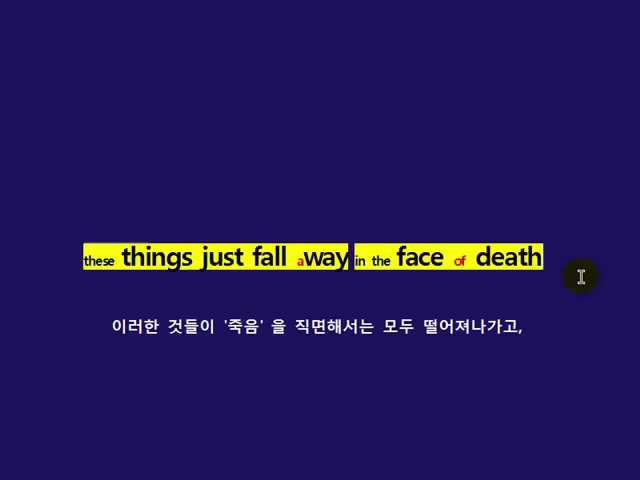 these things just fall away in the face of death
이러한 것들이 '죽음' 을 직면해서는 모두 떨어져나가고,